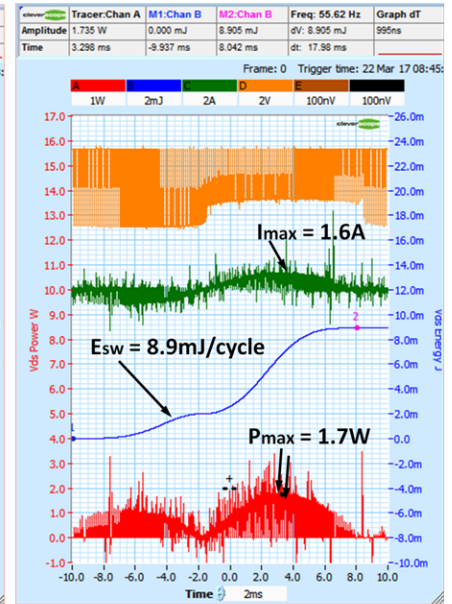 cleverscope Tracer:Chan A M1:Chan B M2:Chan B Freq: 55.62 Hz Graph dT
Amplitude 1.735 W 0.000 mJ 8.905 mJ dV: 8.905 mJ 995ns
Time 3.298 ms -9.937 ms 8.042 ms dt: 17.98 ms
Frame: 0 Trigger time: 22 Mar 17 08:45:
A B C D E
1W 2mJ 2A 2V 100mV 100mV
cleverscope
17.0 26.0m
16.0 24.0m
15.0 22.0m
14.0 20.0m
13.0 18.0m
Imax = 1.6A
12.0 16.0m
11.0 14.0m
10.0 12.0m
9.0 10.0m
2
8.0 8.0m
Esw = 8.9mJ/cycle
7.0 6.0m
6.0 4.0m
5.0 2.0m
1
4.0 0.0
Pmax = 1.7W
3.0 -2.0m
2.0 -4.0m
1.0 -6.0m
0.0 -8.0m
-1.0 -10.0m
Vds Power W
Vds Energy J
-10.0 -8.0 -6.0 -4.0 -2.0 0.0 2.0 4.0 6.0 8.0 10.0
Time 2ms